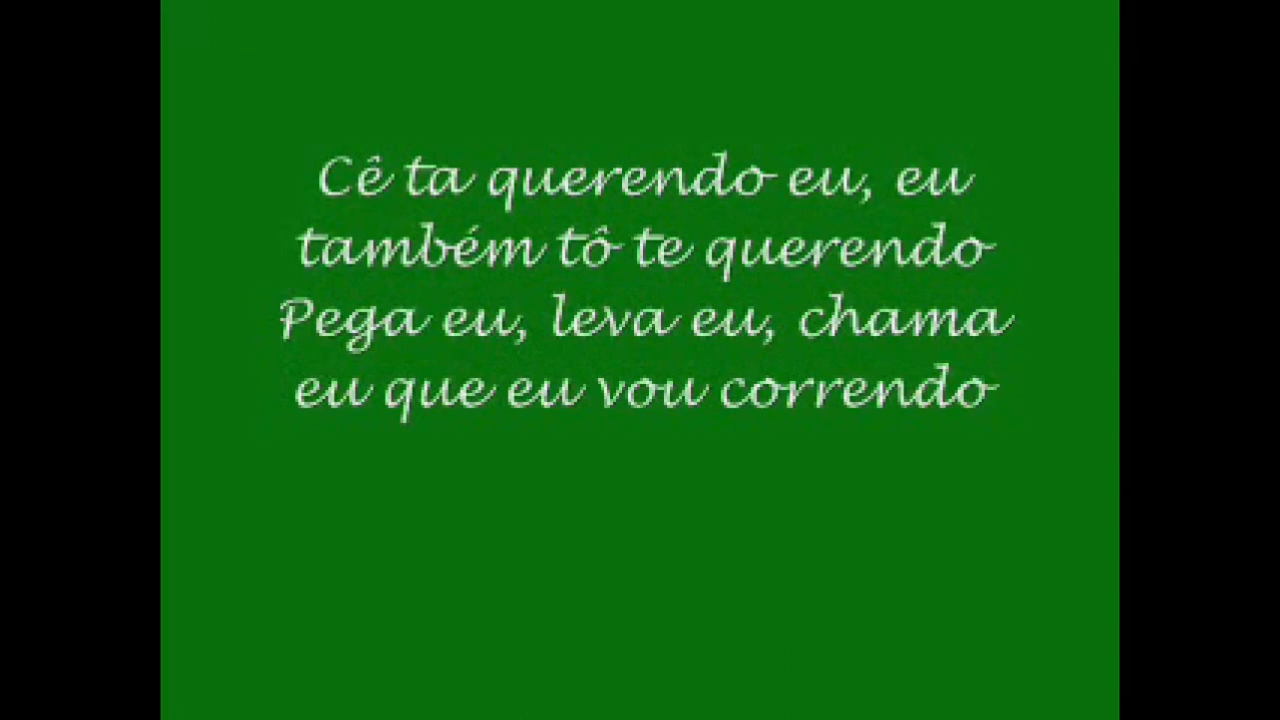 Cê ta querendo eu, eu
também tô te querendo
Pega eu, leva eu, chama
eu que eu vou correndo